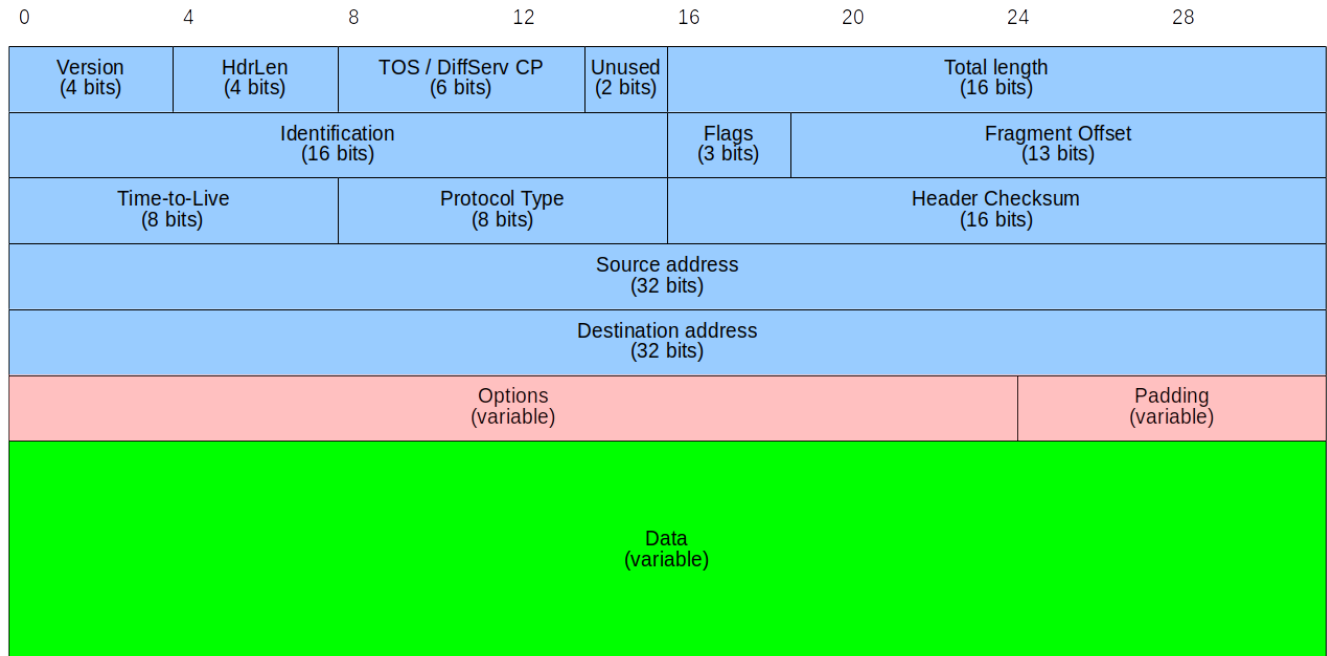 0 4 8 12 16 20 24 28
Version HdrLen TOS / DiffServ CP Unused Total length
(4 bits) (4 bits) (6 bits) (2 bits) (16 bits)
Identification Flags Fragment Offset
(16 bits) (3 bits) (13 bits)
Time-to-Live Protocol Type Header Checksum
(8 bits) (8 bits) (16 bits)
Source address
(32 bits)
Destination address
(32 bits)
Options Padding
(variable) (variable)
Data
(variable)